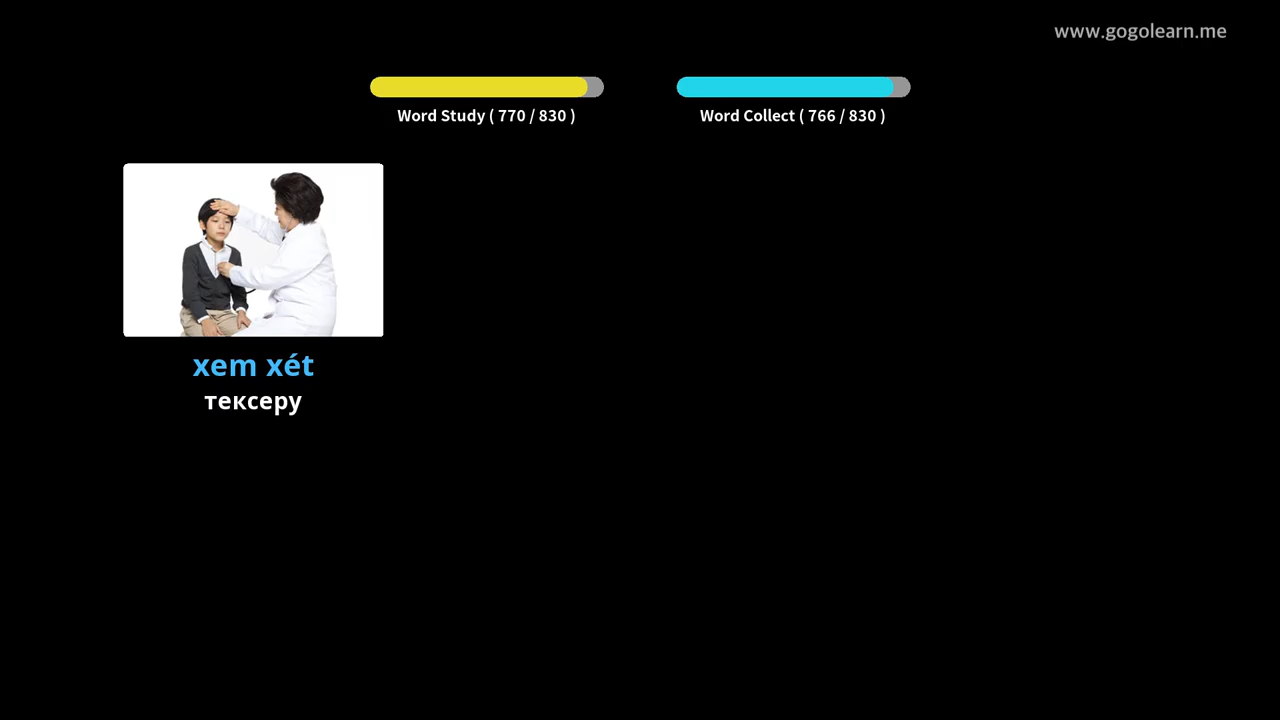 www.gogolearn.me
Word Study ( 770 / 830 )
Word Collect ( 766 / 830 )
xem xét
тексеру